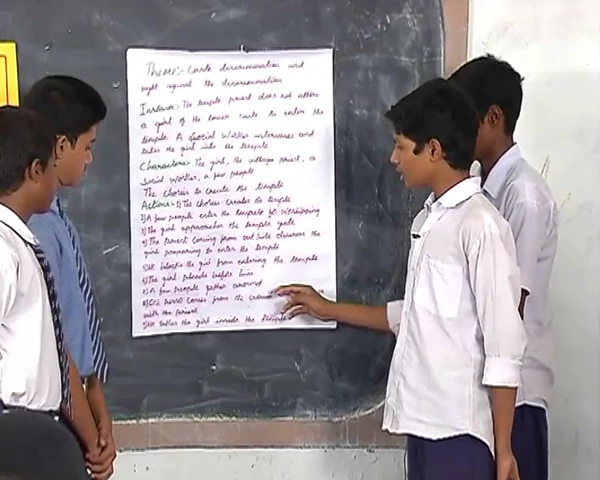 Theme:- Caste discrimination and
fight against the discrimination
Instance: The temple priest does not allow
a girl of the lower caste to enter the
temple. A social worker intervenes and
takes the girl into the temple
Characters: The girl, the village priest, a
social worker, a few people
The chorus to create the temple
Actions: 1) The chorus creates the temple
2) A few people enter the temple for worshipping
3) The girl approaches the temple gate
4) The Priest coming from out side observes the
girl preparing to enter the temple
5) He blocks the girl from entering the temple
6) The girl pleads before him
7) A few people gather around
8) One person comes from the crowd
with the priest
9) He takes the girl inside the temple